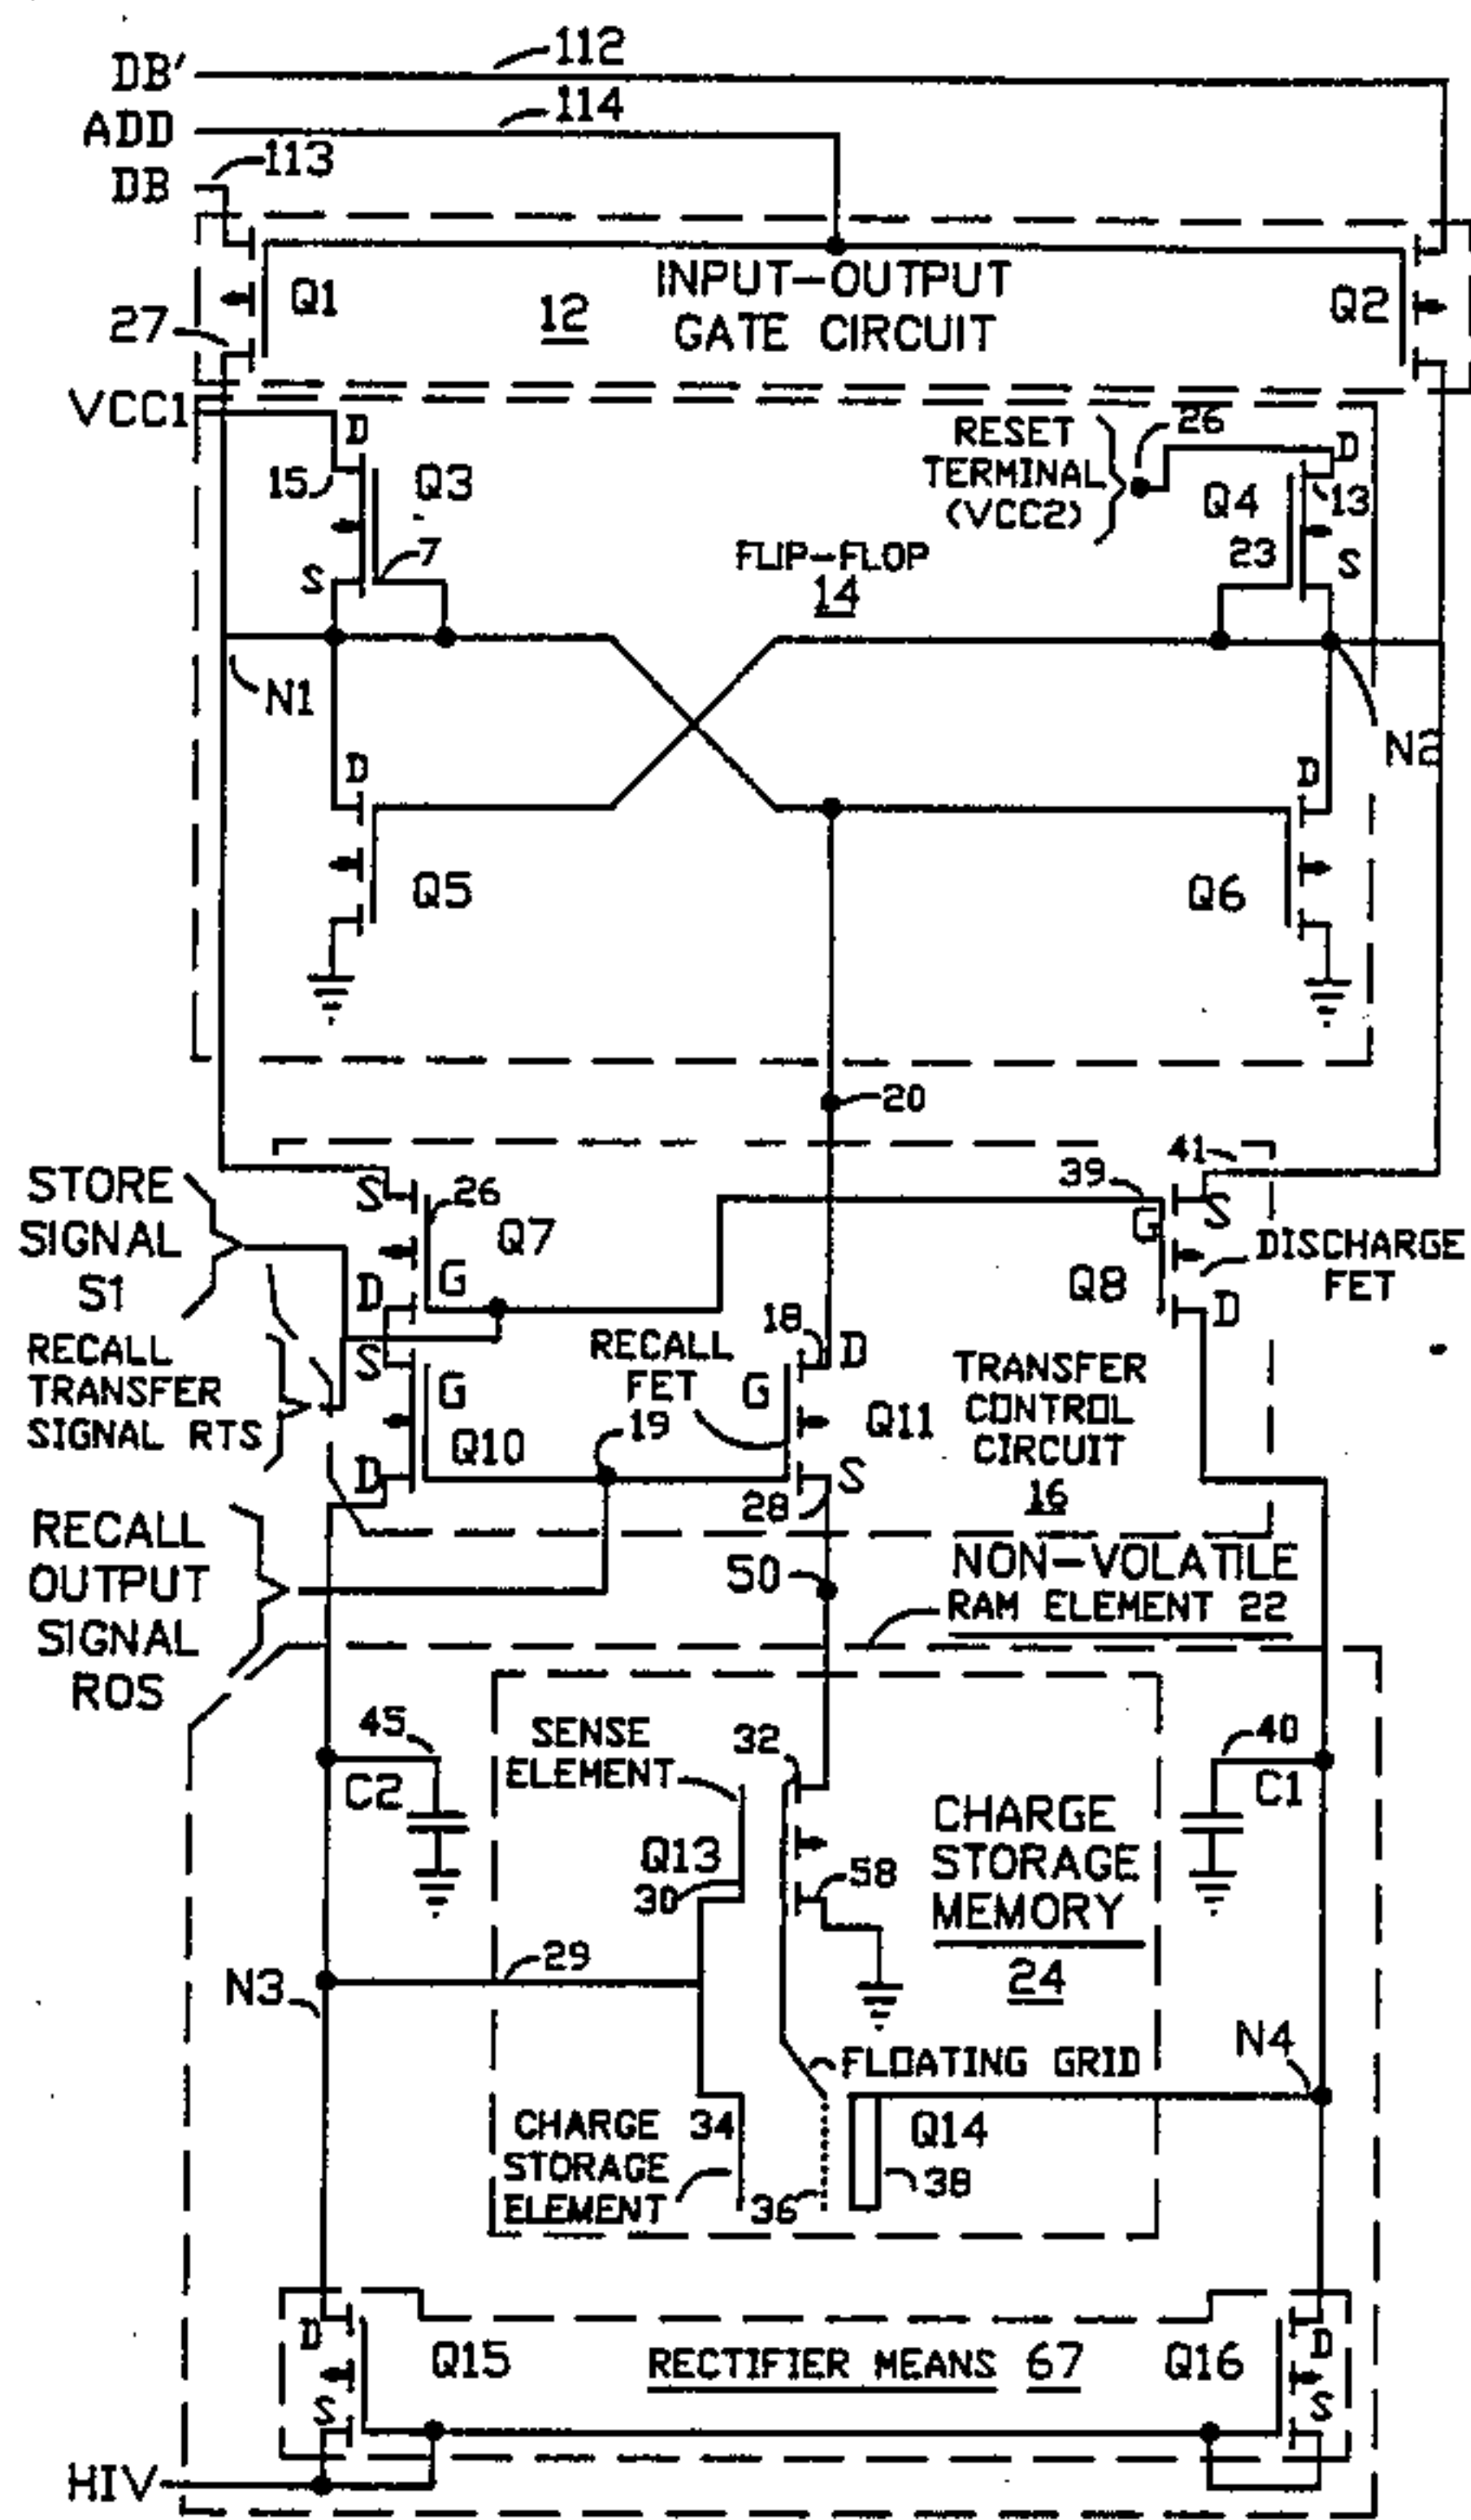 DB' 112
ADD 114
DB 113
Q1
12
INPUT-OUTPUT
GATE CIRCUIT
Q2
27
VCC1
D
15
Q3
RESET
TERMINAL
(VCC2)
26
D
Q4
13
23
S
7
S
FLIP-FLOP
14
N1
N2
D
D
Q5
Q6
20
STORE
SIGNAL
S1
S
26
Q7
D
G
39
41
G
S
Q8
D
DISCHARGE
FET
RECALL
TRANSFER
SIGNAL RTS
S
G
Q10
D
RECALL
FET
19
18
D
G
Q11
S
28
TRANSFER
CONTROL
CIRCUIT
16
RECALL
OUTPUT
SIGNAL
ROS
50
NON-VOLATILE
RAM ELEMENT 22
45
C2
SENSE
ELEMENT
32
40
C1
Q13
30
58
CHARGE
STORAGE
MEMORY
24
29
N3
FLOATING GRID
N4
CHARGE 34
STORAGE
ELEMENT
36
Q14
38
D
Q15
S
RECTIFIER MEANS 67
Q16
D
S
HIV